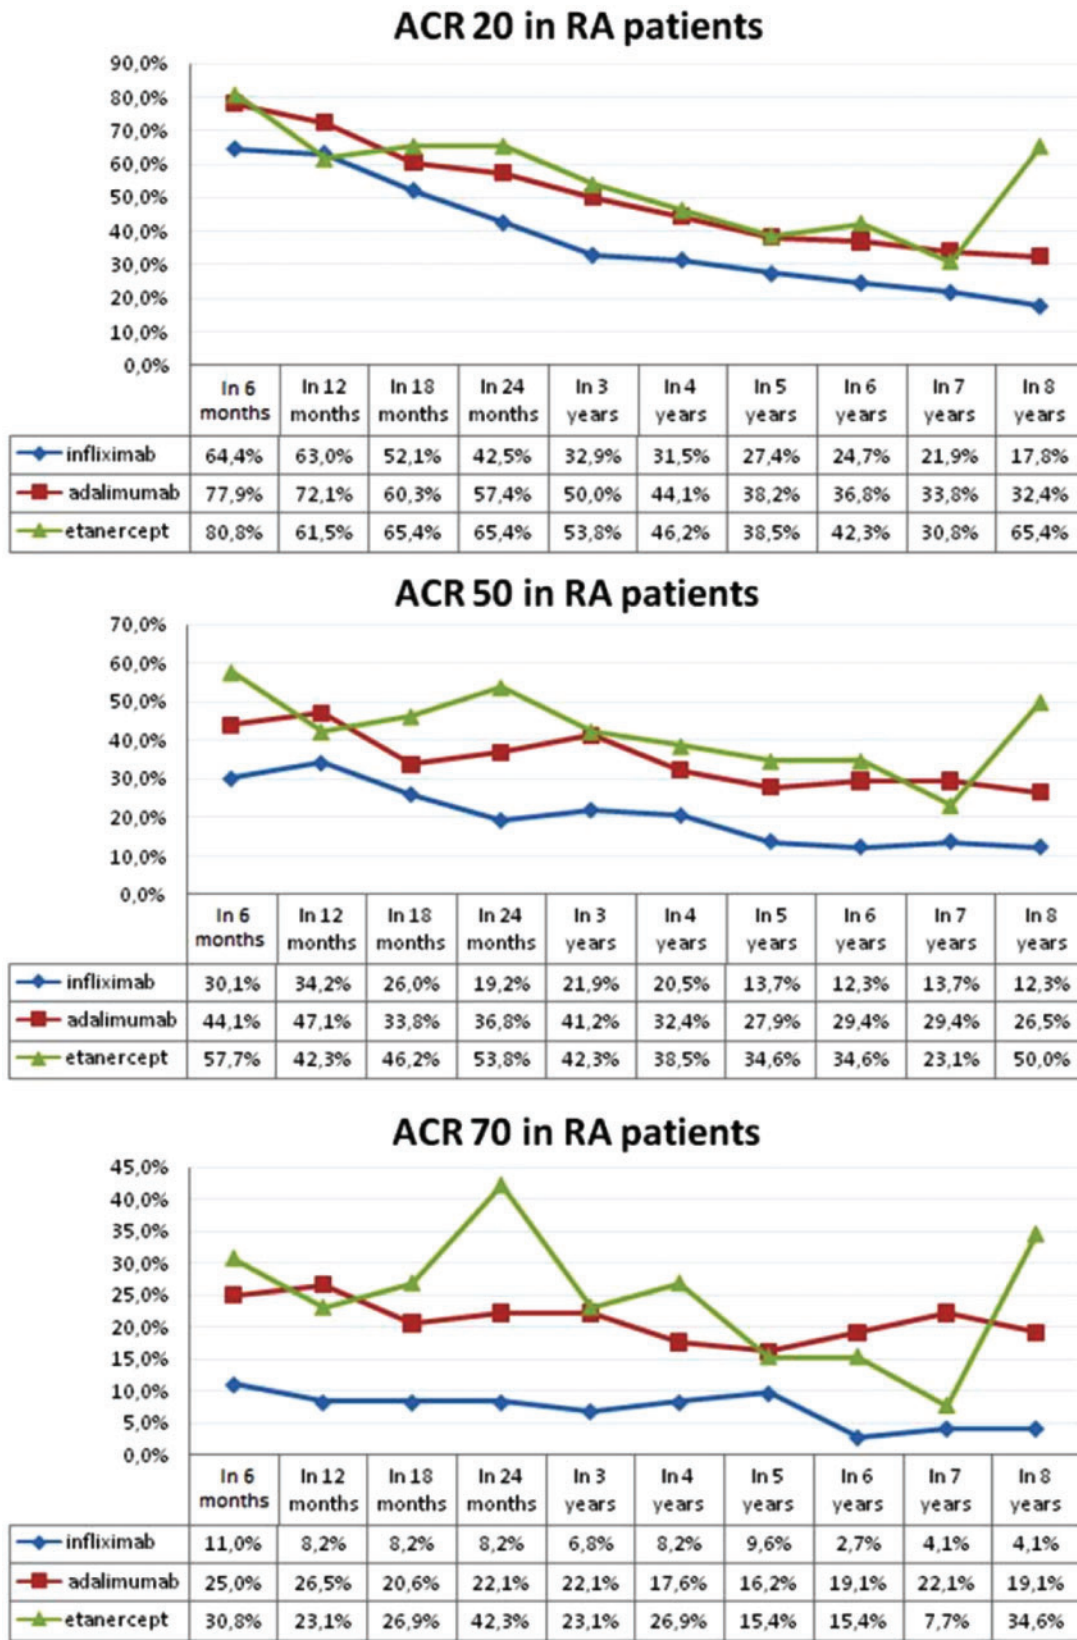 ACR 20 in RA patients
90,0%
80,0%
70,0%
60,0%
50,0%
40,0%
30,0%
20,0%
10,0%
0,0%
In 6 months In 12 months In 18 months In 24 months In 3 years In 4 years In 5 years In 6 years In 7 years In 8 years
infliximab 64,4% 63,0% 52,1% 42,5% 32,9% 31,5% 27,4% 24,7% 21,9% 17,8%
adalimumab 77,9% 72,1% 60,3% 57,4% 50,0% 44,1% 38,2% 36,8% 33,8% 32,4%
etanercept 80,8% 61,5% 65,4% 65,4% 53,8% 46,2% 38,5% 42,3% 30,8% 65,4%
ACR 50 in RA patients
70,0%
60,0%
50,0%
40,0%
30,0%
20,0%
10,0%
0,0%
In 6 months In 12 months In 18 months In 24 months In 3 years In 4 years In 5 years In 6 years In 7 years In 8 years
infliximab 30,1% 34,2% 26,0% 19,2% 21,9% 20,5% 13,7% 12,3% 13,7% 12,3%
adalimumab 44,1% 47,1% 33,8% 36,8% 41,2% 32,4% 27,9% 29,4% 29,4% 26,5%
etanercept 57,7% 42,3% 46,2% 53,8% 42,3% 38,5% 34,6% 34,6% 23,1% 50,0%
ACR 70 in RA patients
45,0%
40,0%
35,0%
30,0%
25,0%
20,0%
15,0%
10,0%
5,0%
0,0%
In 6 months In 12 months In 18 months In 24 months In 3 years In 4 years In 5 years In 6 years In 7 years In 8 years
infliximab 11,0% 8,2% 8,2% 8,2% 6,8% 8,2% 9,6% 2,7% 4,1% 4,1%
adalimumab 25,0% 26,5% 20,6% 22,1% 22,1% 17,6% 16,2% 19,1% 22,1% 19,1%
etanercept 30,8% 23,1% 26,9% 42,3% 23,1% 26,9% 15,4% 15,4% 7,7% 34,6%